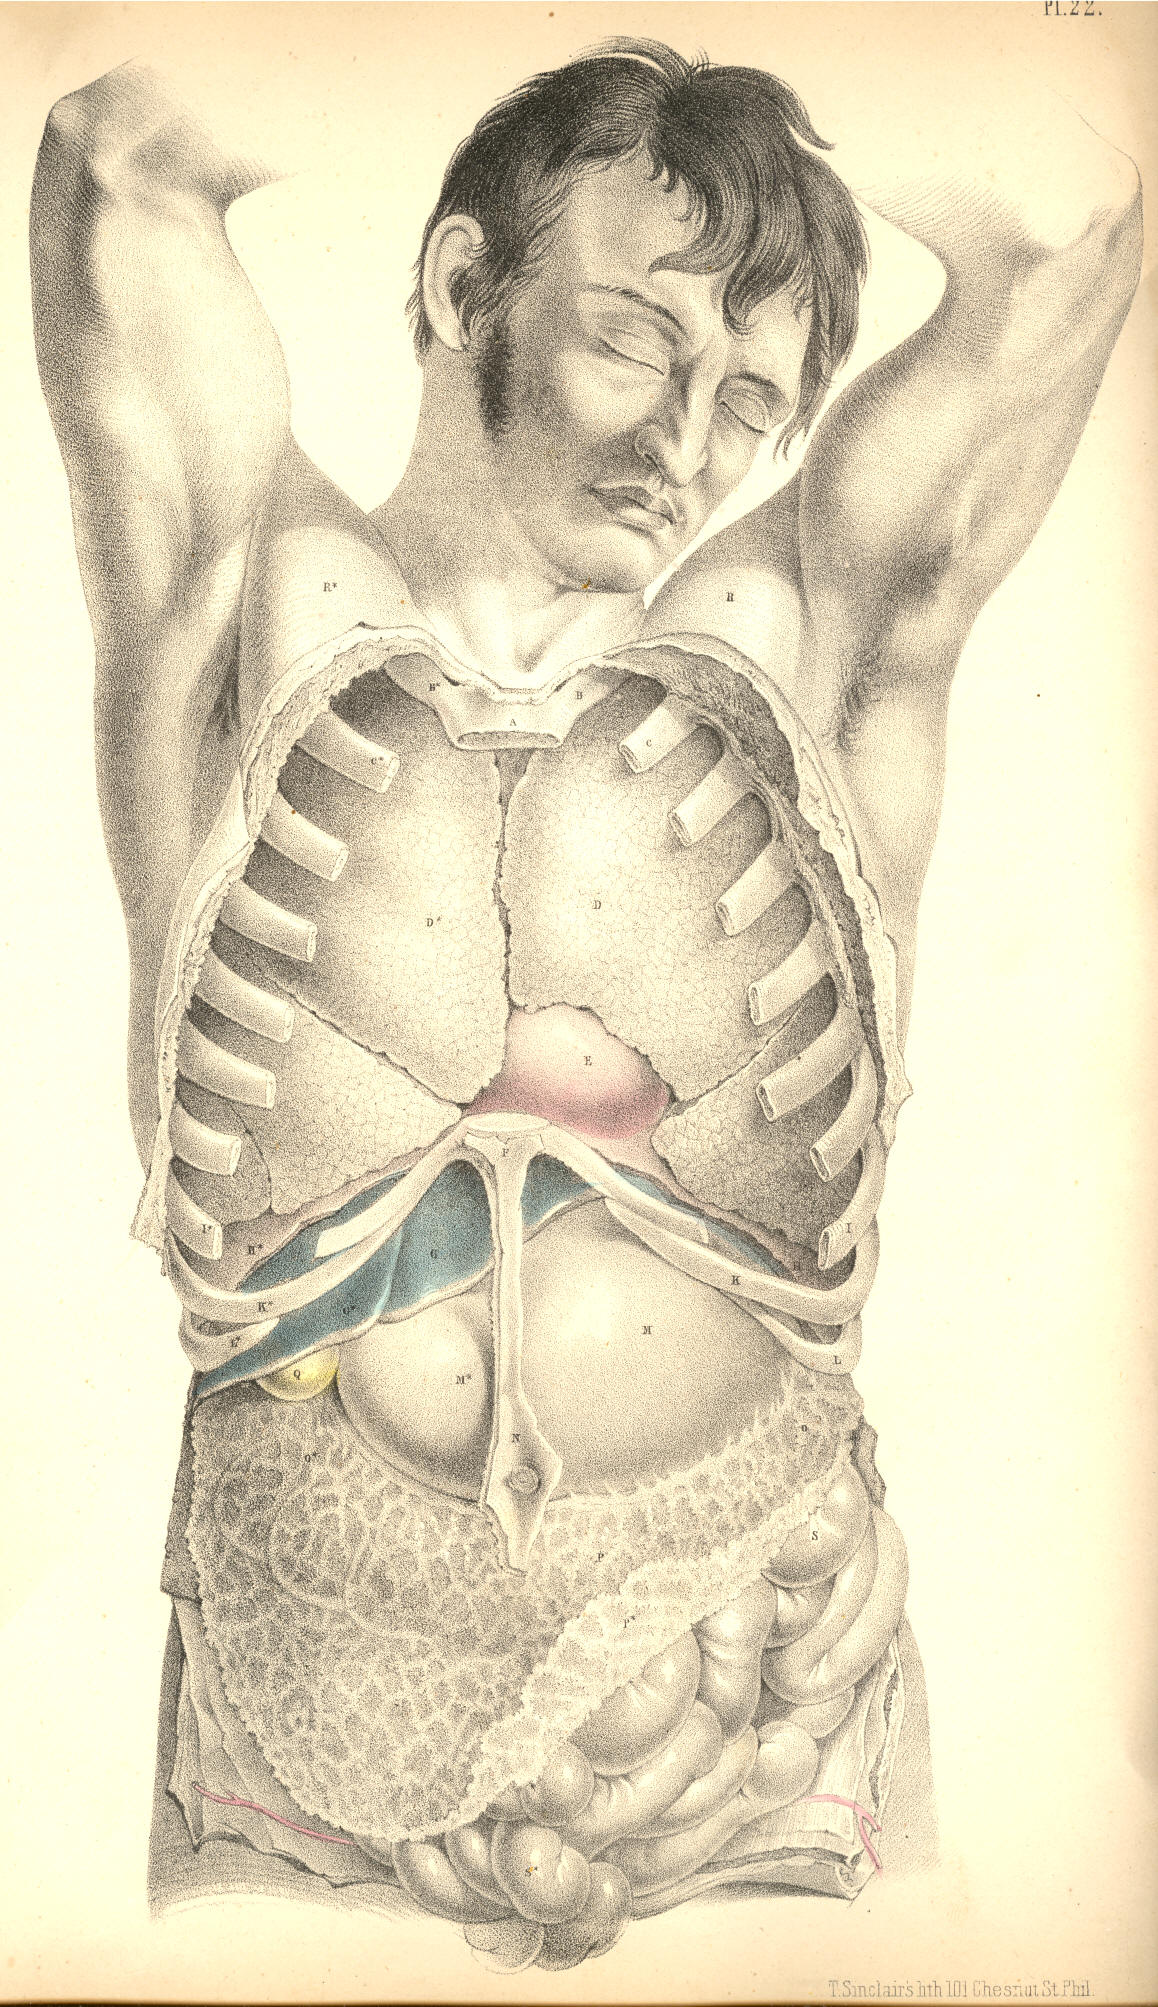 Pl. 22.
R*
R
B*
B
A
C*
C
D*
D
E
F
I*
I
H*
H
G
K*
K
G*
L*
L
M
Q
M*
O
N
O*
S
P
P*
S*
T. Sinclair's lith 101 Chesnut St. Phil.